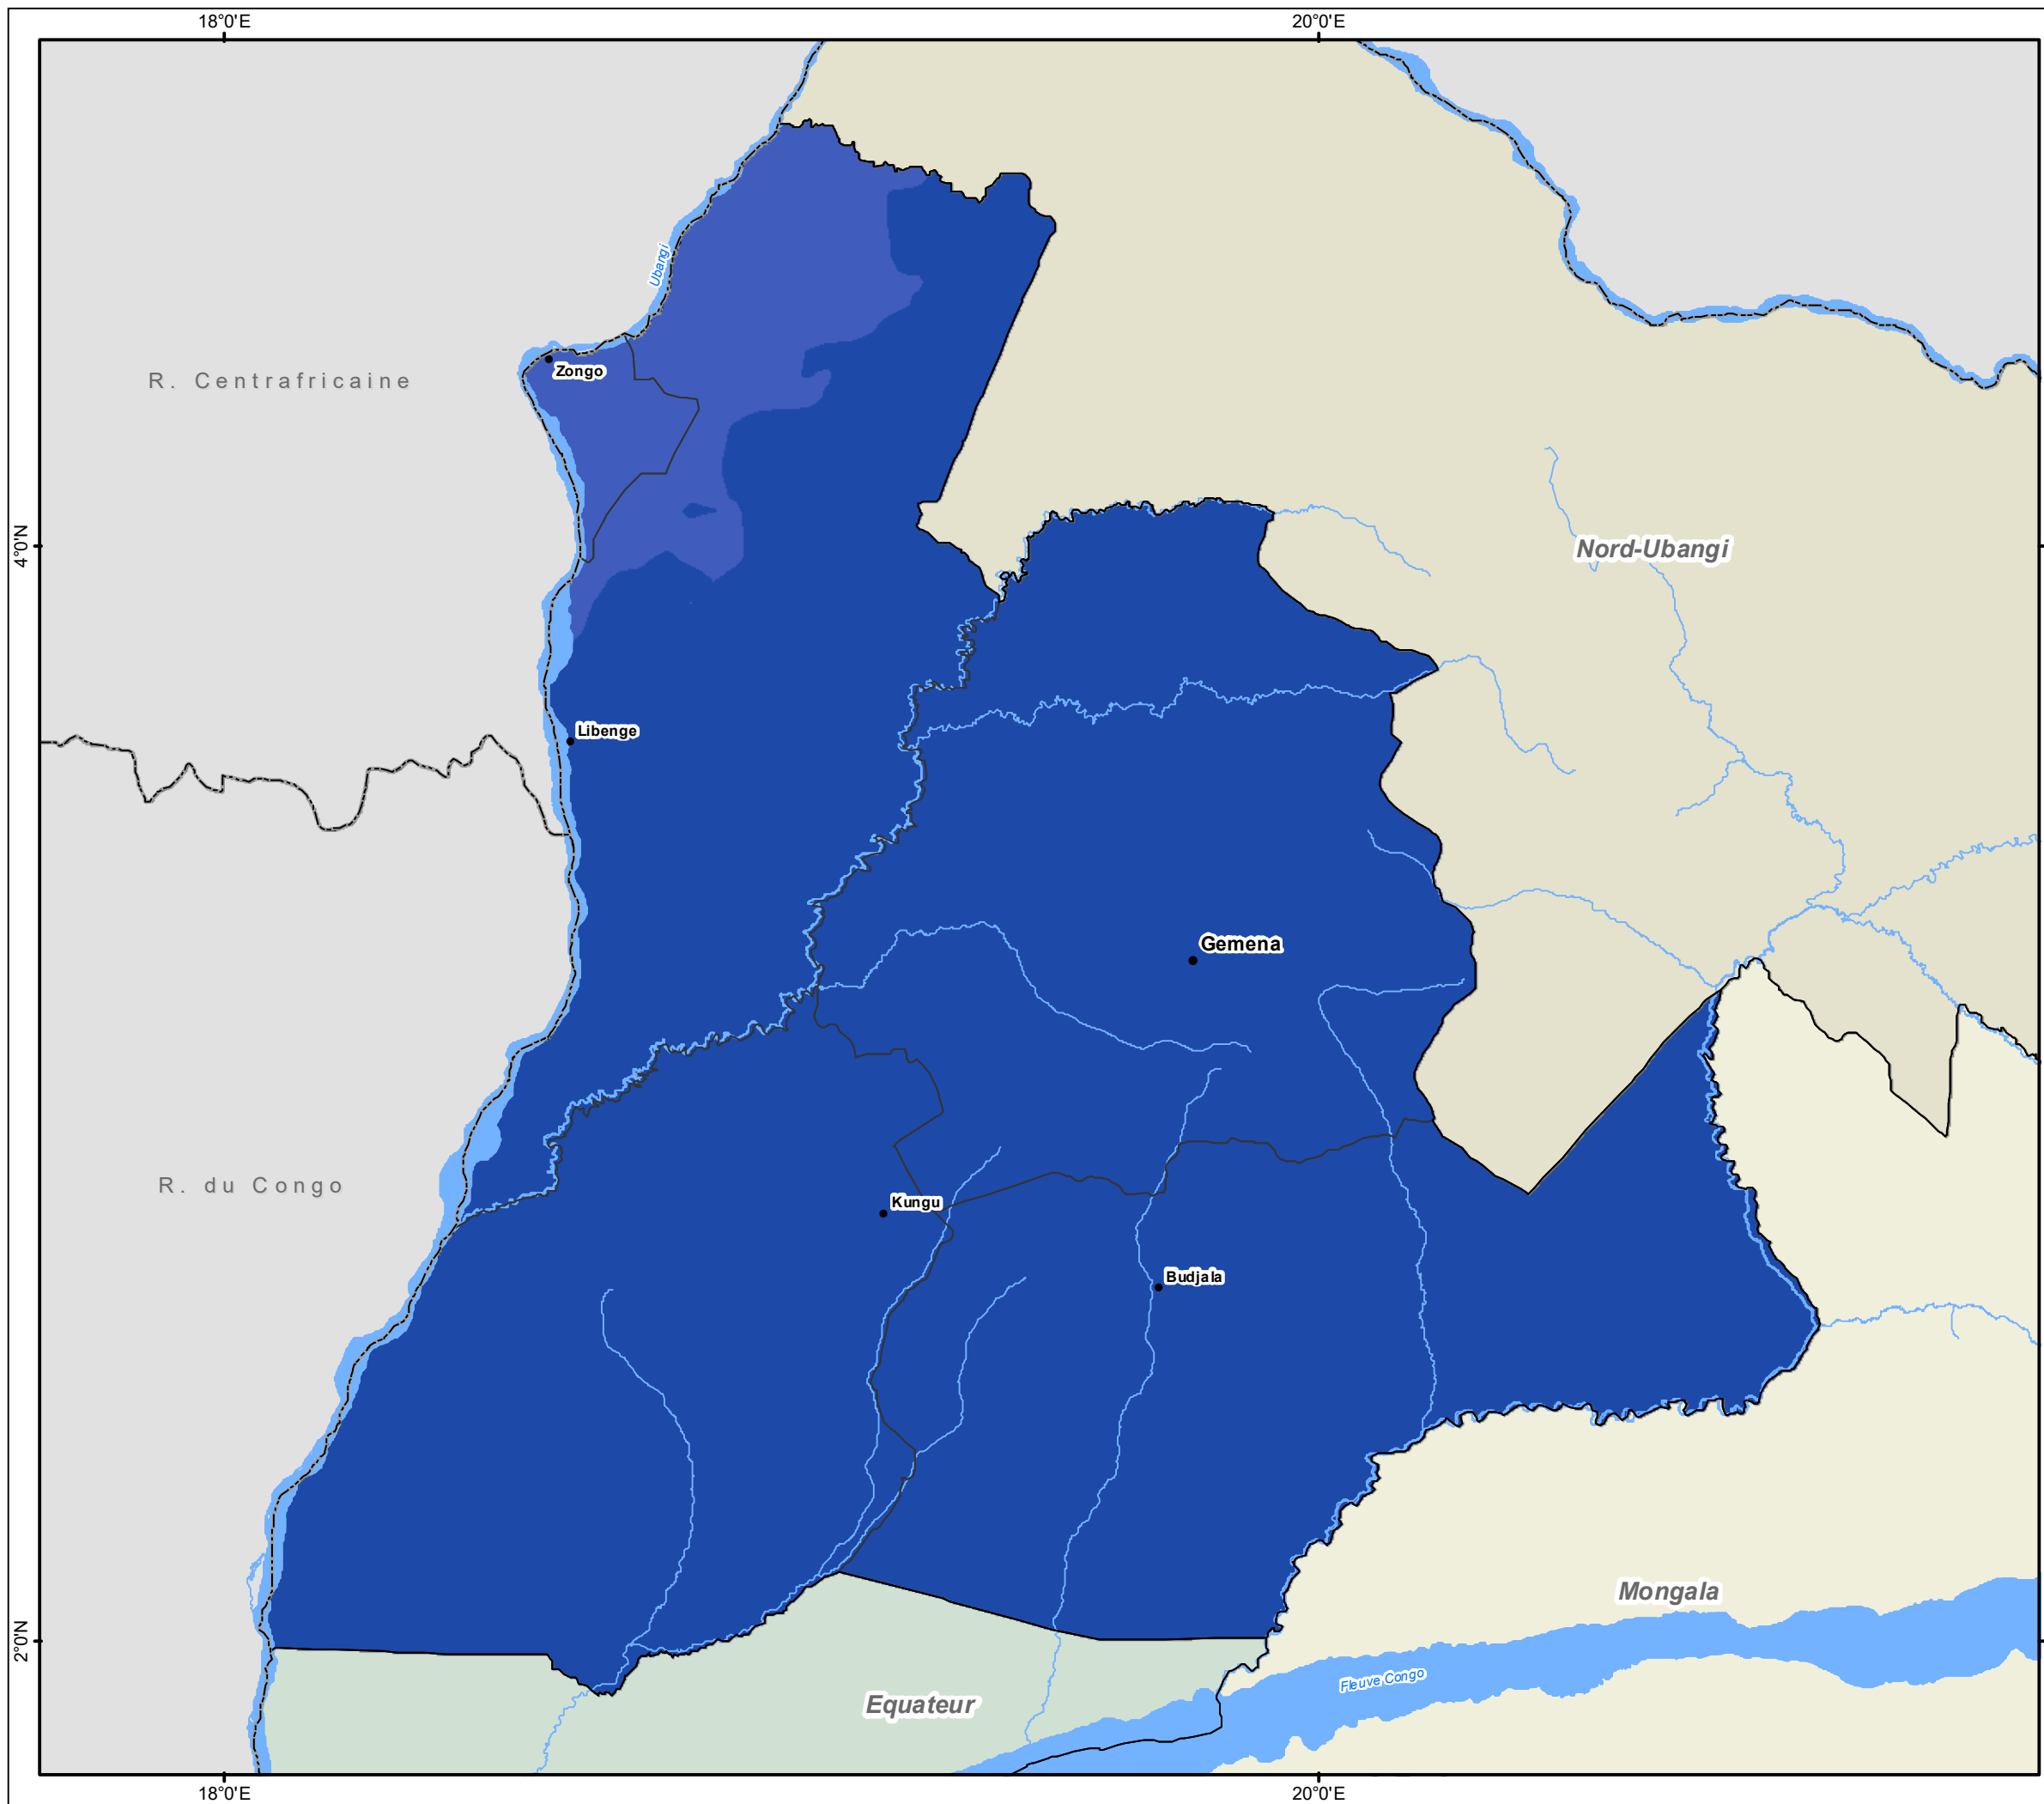 18°0'E
20°0'E
Ubangi
Zongo
R. Centrafricaine
4°0'N
Nord-Ubangi
Libenge
Gemena
R. du Congo
Kungu
Budjala
Mongala
2°0'N
Fleuve Congo
Equateur
18°0'E
20°0'E